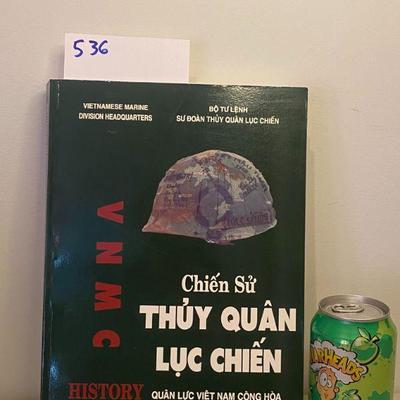 536
VIETNAMESE MARINE
DIVISION HEADQUARTERS
BỘ TƯ LỆNH
SƯ ĐOÀN THỦY QUÂN LỤC CHIẾN
VNMC
Chiến Sử
THỦY QUÂN
LỤC CHIẾN
HISTORY
QUÂN LỰC VIỆT NAM CỘNG HÒA
WARHEADS